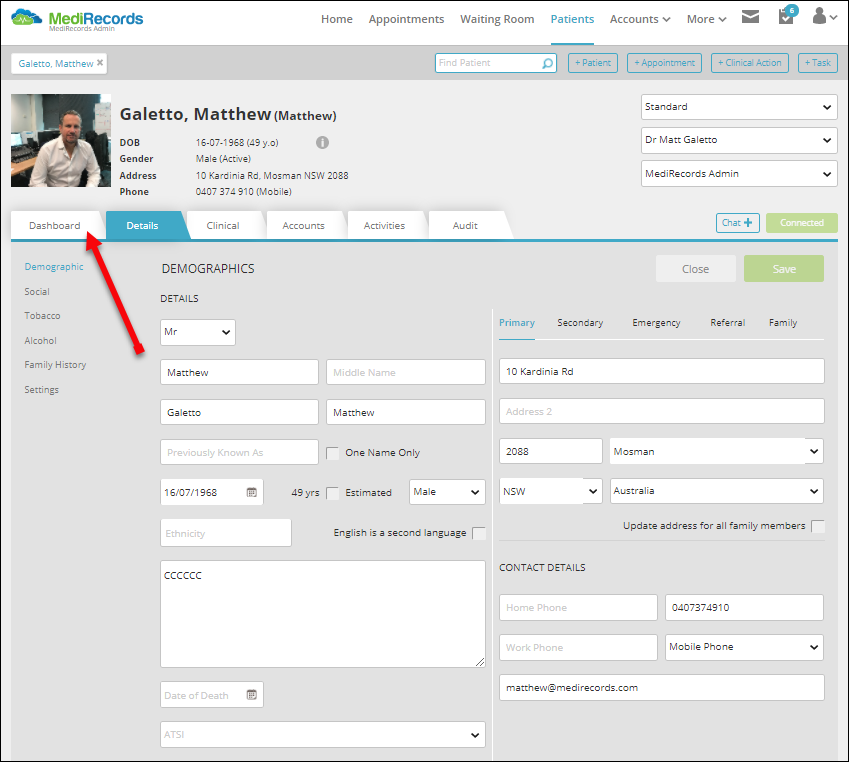 MediRecords
MediRecords Admin
Home Appointments Waiting Room Patients Accounts More 6
Galetto, Matthew ×
Find Patient + Patient + Appointment + Clinical Action + Task
Galetto, Matthew (Matthew)
DOB 16-07-1968 (49 y.o) i
Gender Male (Active)
Address 10 Kardinia Rd, Mosman NSW 2088
Phone 0407 374 910 (Mobile)
Standard
Dr Matt Galetto
MediRecords Admin
Dashboard Details Clinical Accounts Activities Audit Chat + Connected
Demographic
Social
Tobacco
Alcohol
Family History
Settings
DEMOGRAPHICS Close Save
DETAILS
Mr
Matthew Middle Name
Galetto Matthew
Previously Known As One Name Only
16/07/1968 49 yrs Estimated Male
Ethnicity English is a second language
CCCCCC
Date of Death
ATSI
Primary Secondary Emergency Referral Family
10 Kardinia Rd
Address 2
2088 Mosman
NSW Australia
Update address for all family members
CONTACT DETAILS
Home Phone 0407374910
Work Phone Mobile Phone
matthew@medirecords.com